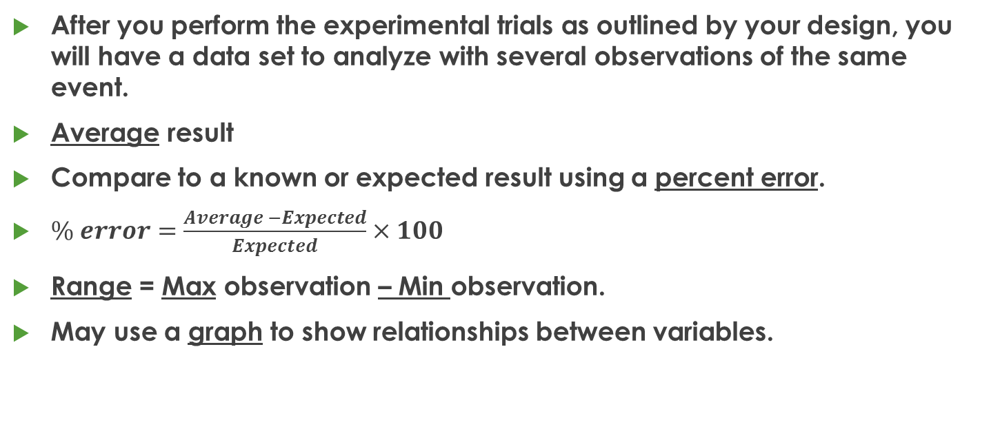 After you perform the experimental trials as outlined by your design, you
will have a data set to analyze with several observations of the same
event.
Average result
Compare to a known or expected result using a percent error.
% error = Average −Expected / Expected × 100
Range = Max observation – Min observation.
May use a graph to show relationships between variables.